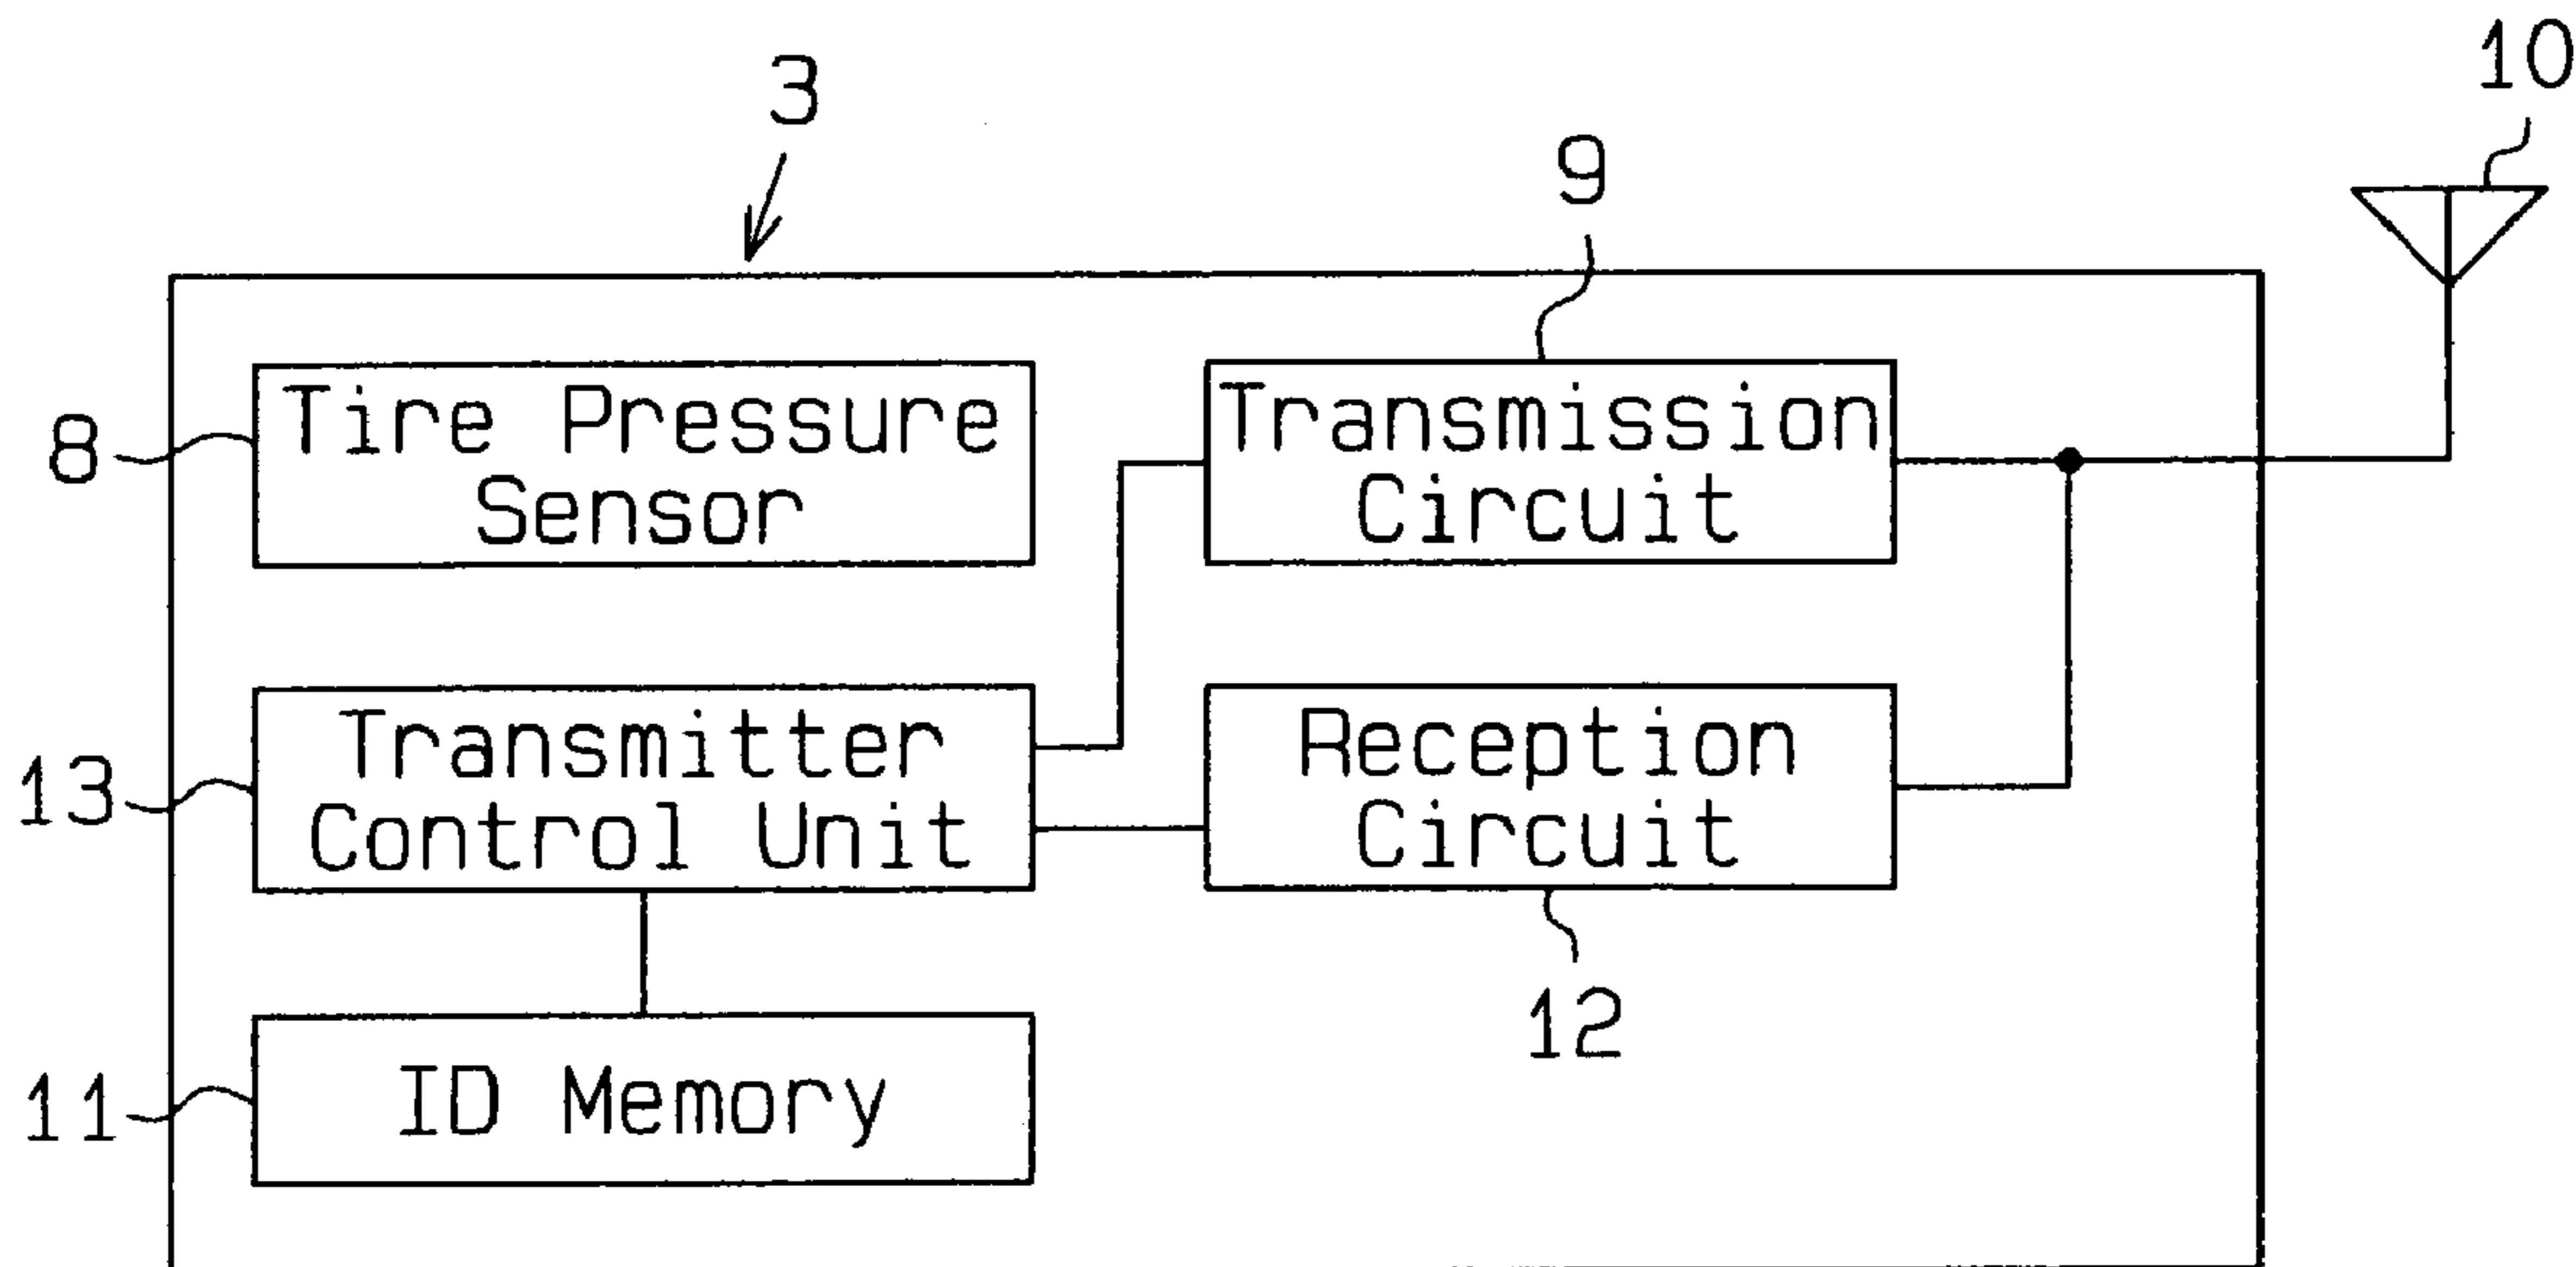 3
10
9
8
Tire Pressure
Sensor
Transmission
Circuit
13
Transmitter
Control Unit
Reception
Circuit
12
11
ID Memory